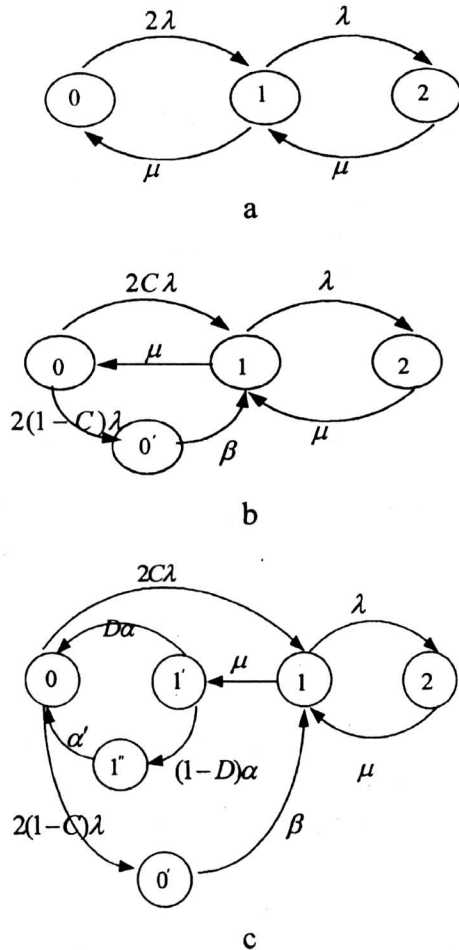 2λ λ
0 1 2
μ μ
a
2Cλ λ
μ
0 1 2
2(1−C)λ 0' β μ
b
2Cλ λ
Dα
0 1' μ 1 2
α' 1" (1−D)α μ
2(1−C)λ β
0'
c